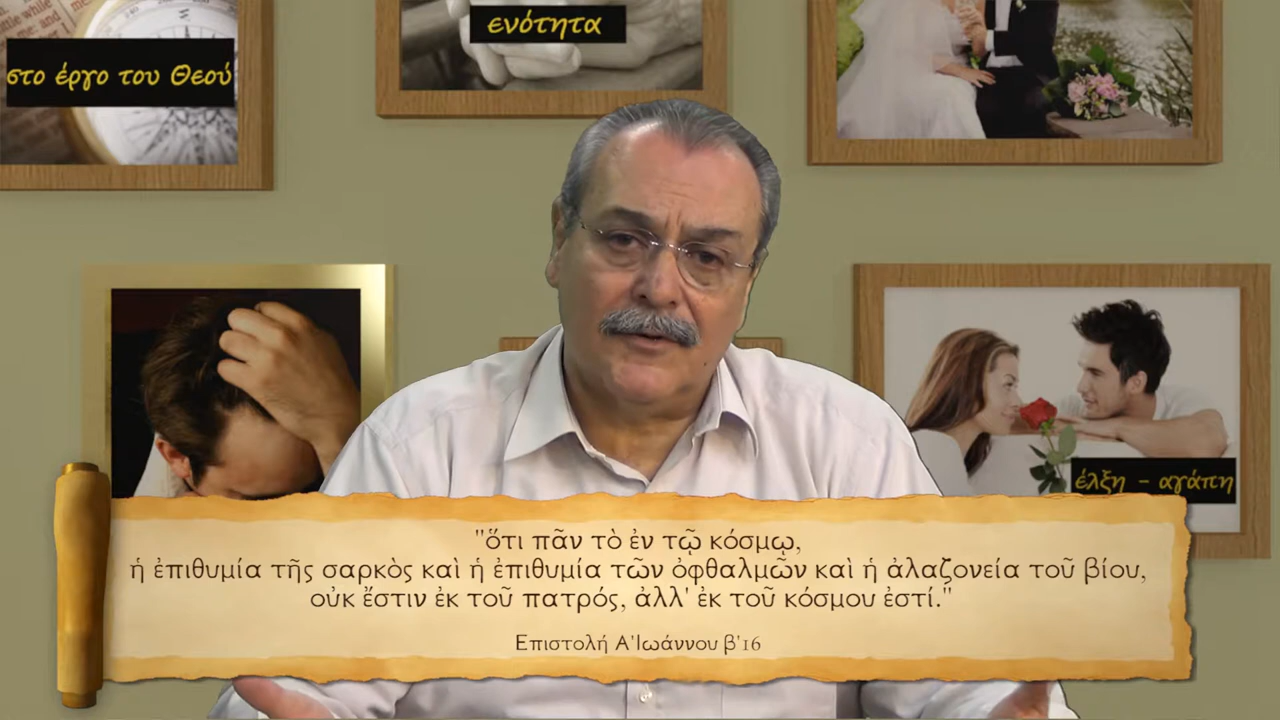 στο έργο του Θεού
ενότητα
έλξη - αγάπη
"ὅτι πᾶν τὸ ἐν τῷ κόσμῳ,
ἡ ἐπιθυμία τῆς σαρκὸς καὶ ἡ ἐπιθυμία τῶν ὀφθαλμῶν καὶ ἡ ἀλαζονεία τοῦ βίου,
οὐκ ἔστιν ἐκ τοῦ πατρός, ἀλλ' ἐκ τοῦ κόσμου ἐστί."
Επιστολή Α'Ιωάννου β'16